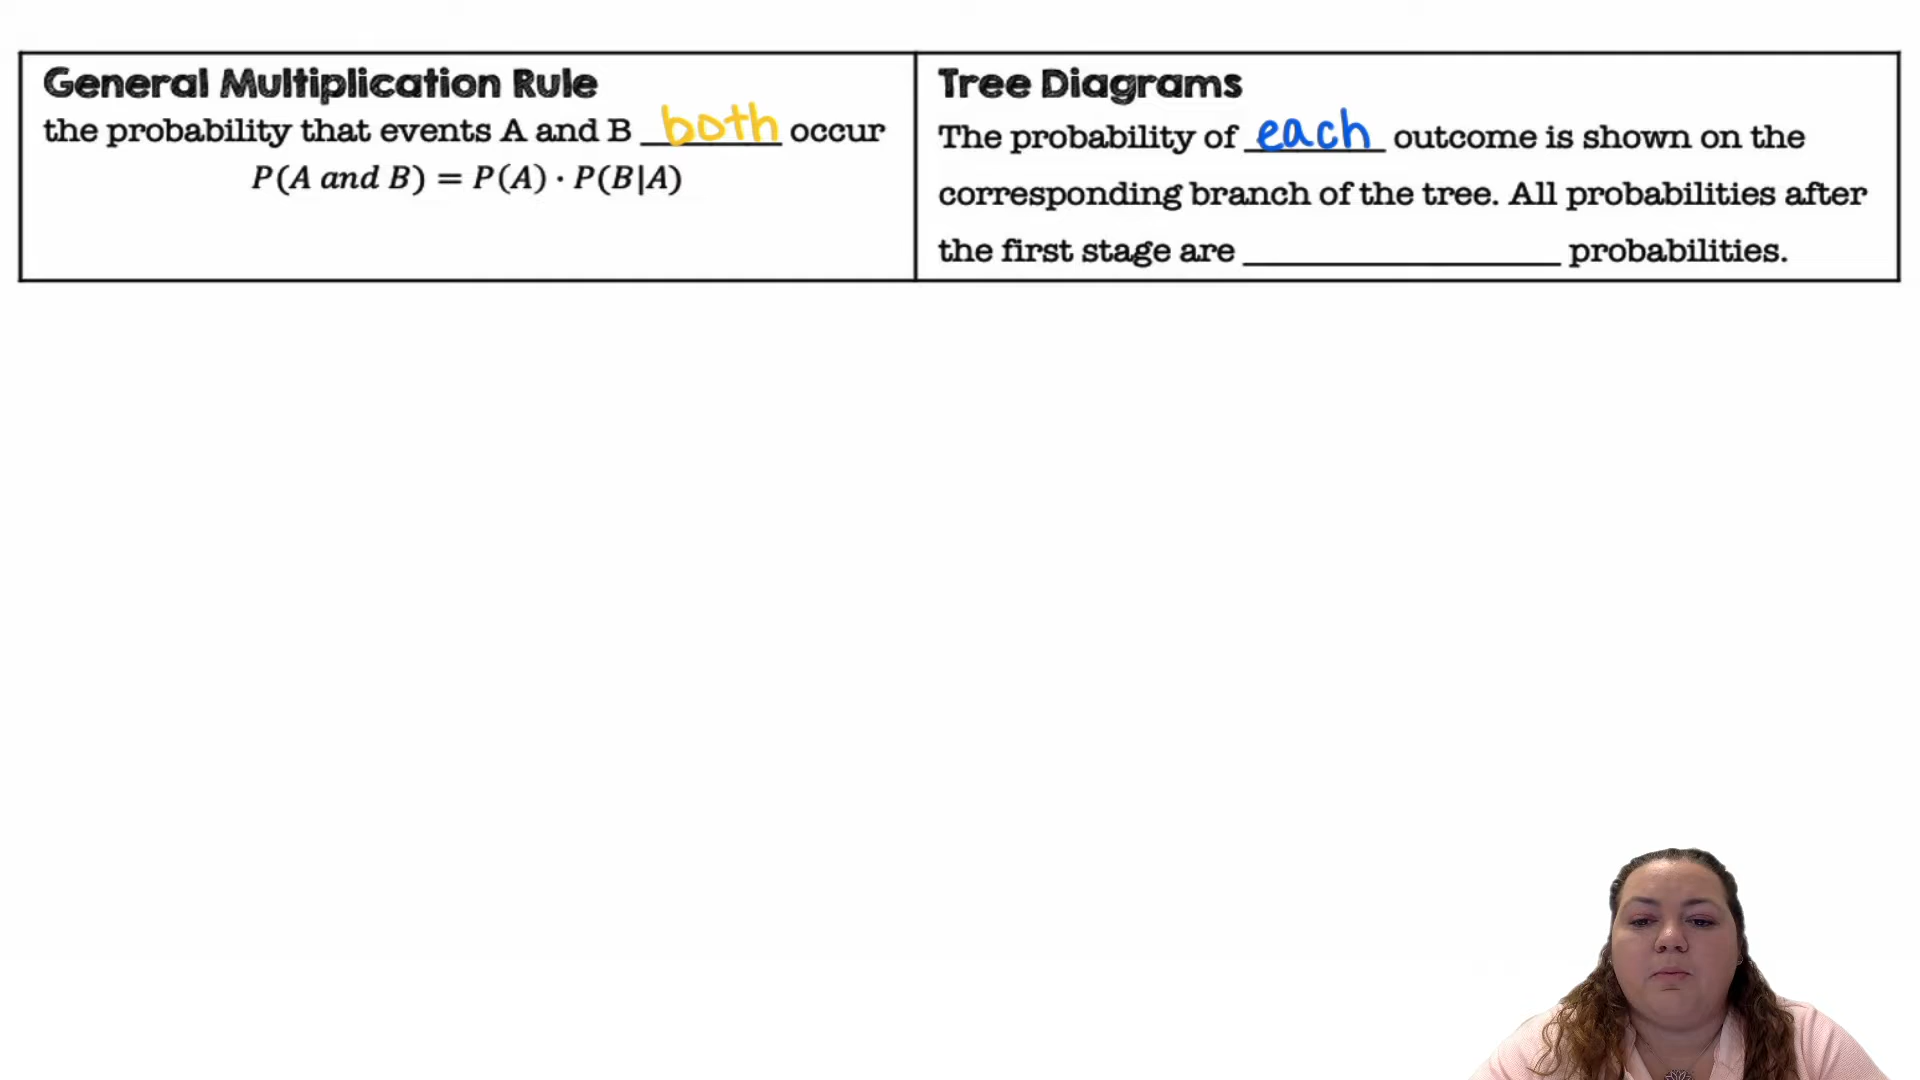 General Multiplication Rule
the probability that events A and B both occur
P(A and B) = P(A) · P(B|A)
Tree Diagrams
The probability of each outcome is shown on the
corresponding branch of the tree. All probabilities after
the first stage are ____________ probabilities.